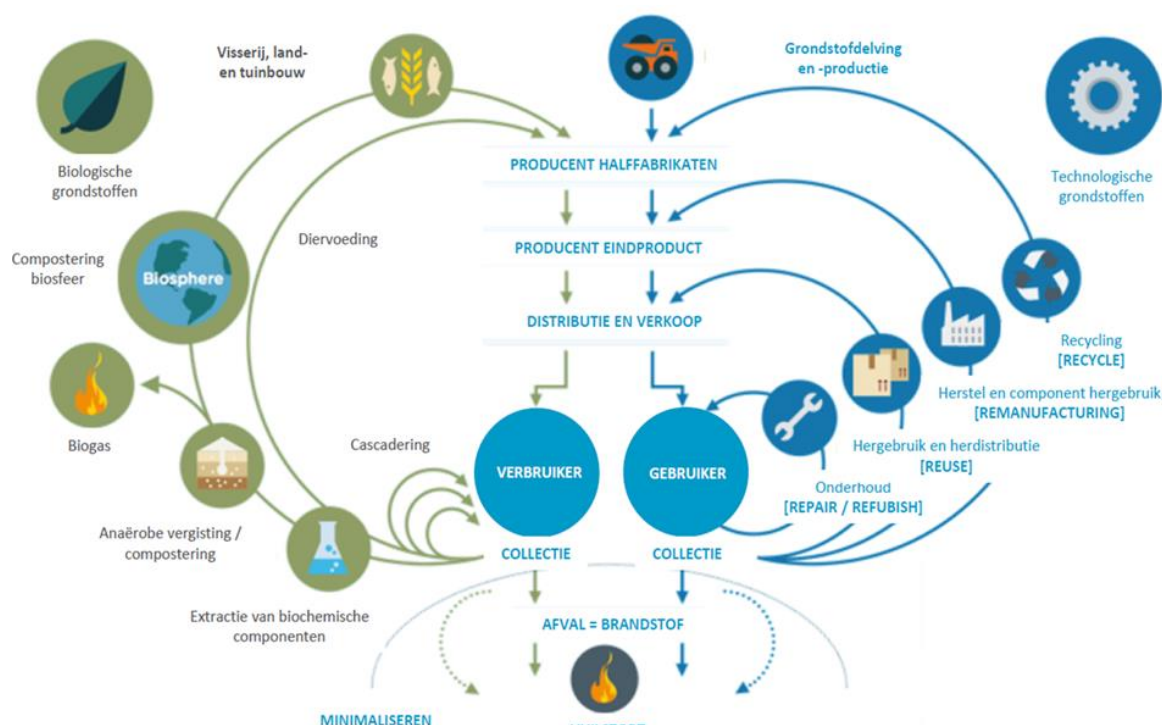 Visserij, land-
en tuinbouw
Grondstofdelving
en -productie
Biologische
grondstoffen
PRODUCENT HALFFABRIKATEN
Technologische
grondstoffen
Diervoeding
PRODUCENT EINDPRODUCT
Compostering
biosfeer
Biosphere
DISTRIBUTIE EN VERKOOP
Recycling
[RECYCLE]
Herstel en component hergebruik
[REMANUFACTURING]
Biogas
Cascadering
Hergebruik en herdistributie
[REUSE]
VERBRUIKER
GEBRUIKER
Onderhoud
[REPAIR / REFUBISH]
Anaërobe vergisting /
compostering
COLLECTIE
COLLECTIE
Extractie van biochemische
componenten
AFVAL = BRANDSTOF
MINIMALISEREN